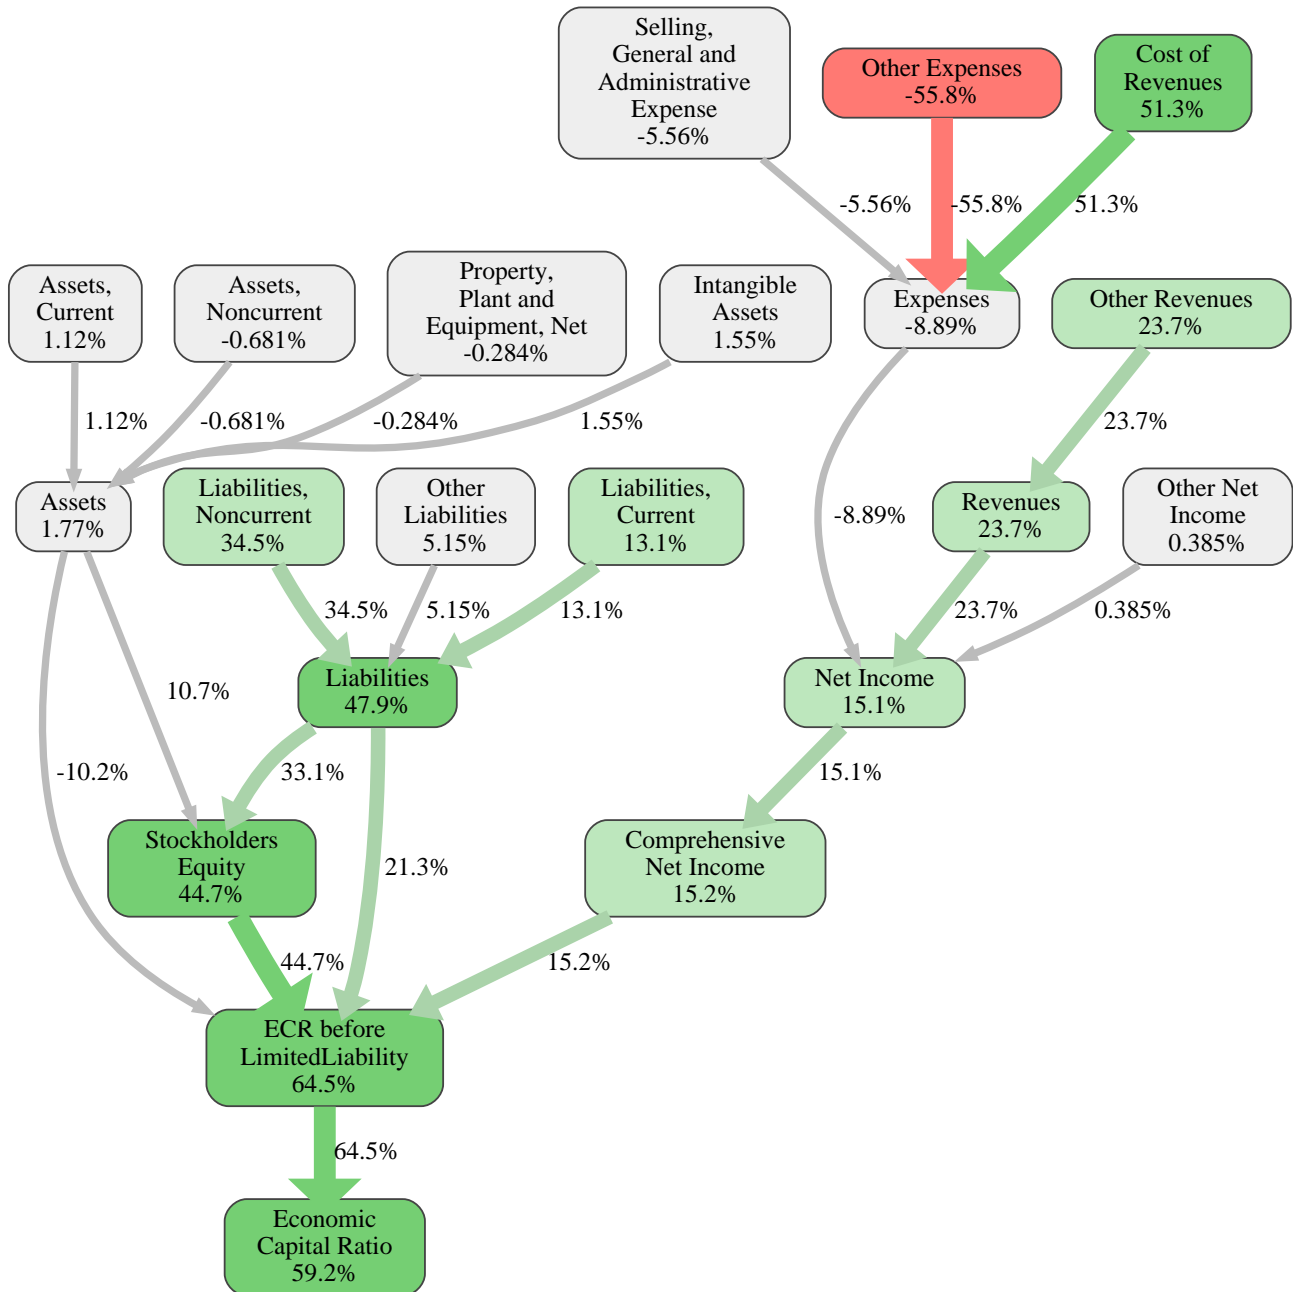 Selling,
General and
Administrative
Expense
-5.56%
Other Expenses
-55.8%
Cost of
Revenues
51.3%
-5.56%
-55.8%
51.3%
Assets,
Current
1.12%
Assets,
Noncurrent
-0.681%
Property,
Plant and
Equipment, Net
-0.284%
Intangible
Assets
1.55%
Expenses
-8.89%
Other Revenues
23.7%
1.12%
-0.681%
-0.284%
1.55%
23.7%
Assets
1.77%
Liabilities,
Noncurrent
34.5%
Other
Liabilities
5.15%
Liabilities,
Current
13.1%
-8.89%
Revenues
23.7%
Other Net
Income
0.385%
34.5%
5.15%
13.1%
23.7%
0.385%
10.7%
Liabilities
47.9%
Net Income
15.1%
-10.2%
33.1%
15.1%
Stockholders
Equity
44.7%
21.3%
Comprehensive
Net Income
15.2%
44.7%
15.2%
ECR before
LimitedLiability
64.5%
64.5%
Economic
Capital Ratio
59.2%